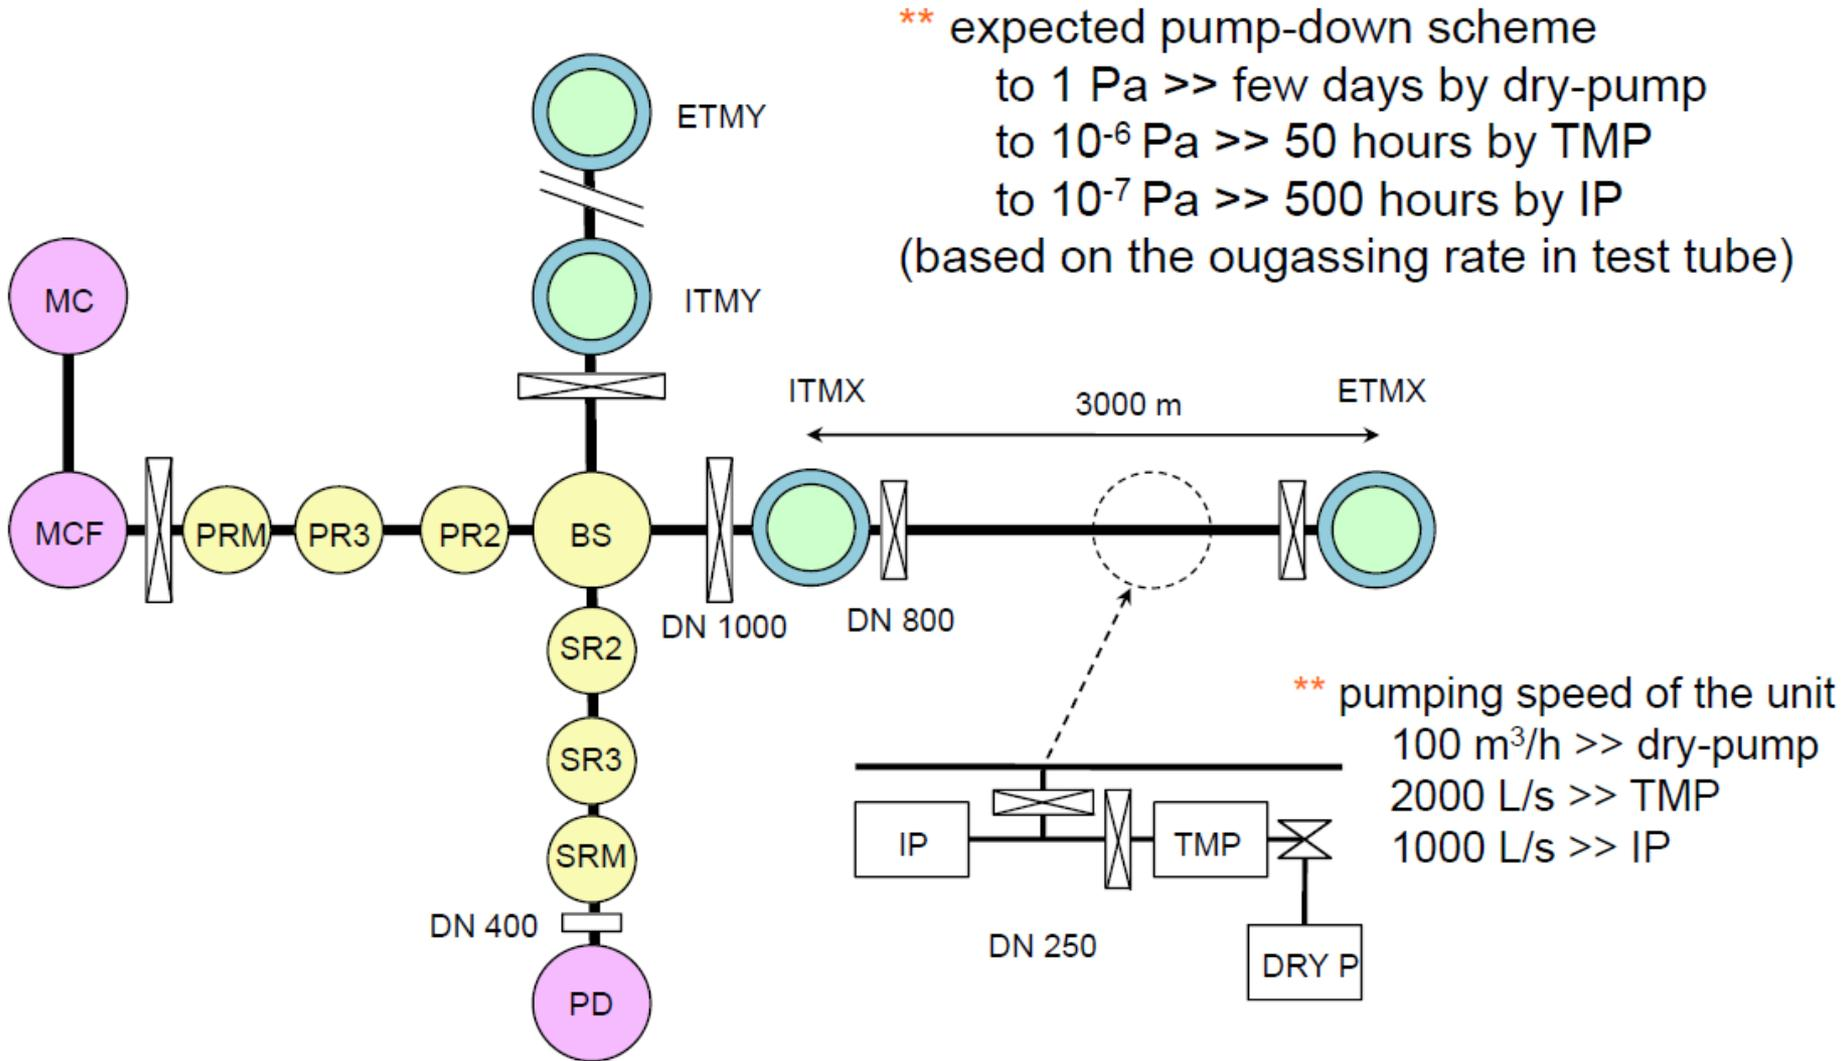 ** expected pump-down scheme
to 1 Pa >> few days by dry-pump
to 10⁻⁶ Pa >> 50 hours by TMP
to 10⁻⁷ Pa >> 500 hours by IP
(based on the ougassing rate in test tube)
ETMY
ITMY
MC
ITMX
3000 m
ETMX
MCF
PRM
PR3
PR2
BS
DN 1000
DN 800
SR2
SR3
SRM
DN 400
PD
** pumping speed of the unit
100 m³/h >> dry-pump
2000 L/s >> TMP
1000 L/s >> IP
IP
TMP
DN 250
DRY P